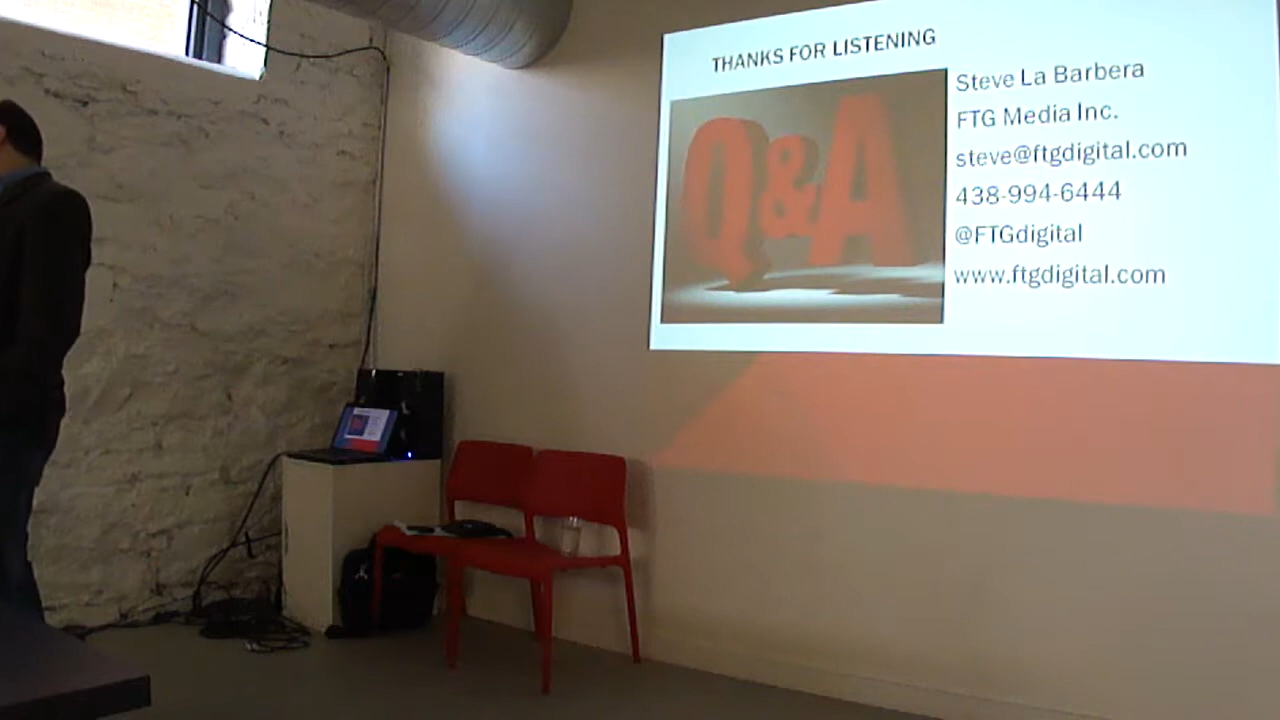 THANKS FOR LISTENING
Q&A
Steve La Barbera
FTG Media Inc.
steve@ftgdigital.com
438-994-6444
@FTGdigital
www.ftgdigital.com